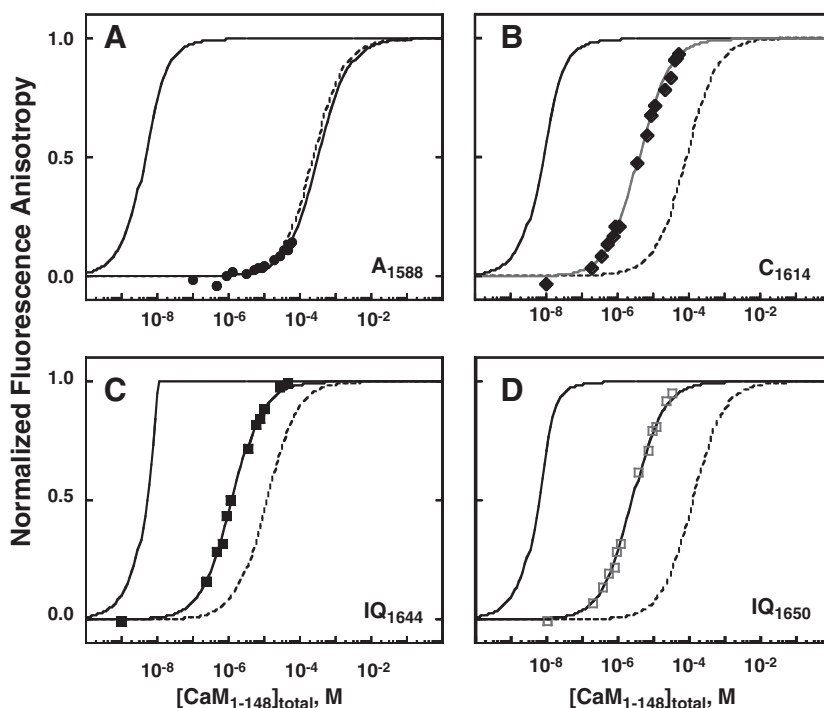 Normalized Fluorescence Anisotropy
A
1.0
0.5
0.0
A1588
10-8 10-6 10-4 10-2
B
C1614
10-8 10-6 10-4 10-2
C
1.0
0.5
0.0
IQ1644
10-8 10-6 10-4 10-2
[CaM1-148]total, M
D
IQ1650
10-8 10-6 10-4 10-2
[CaM1-148]total, M